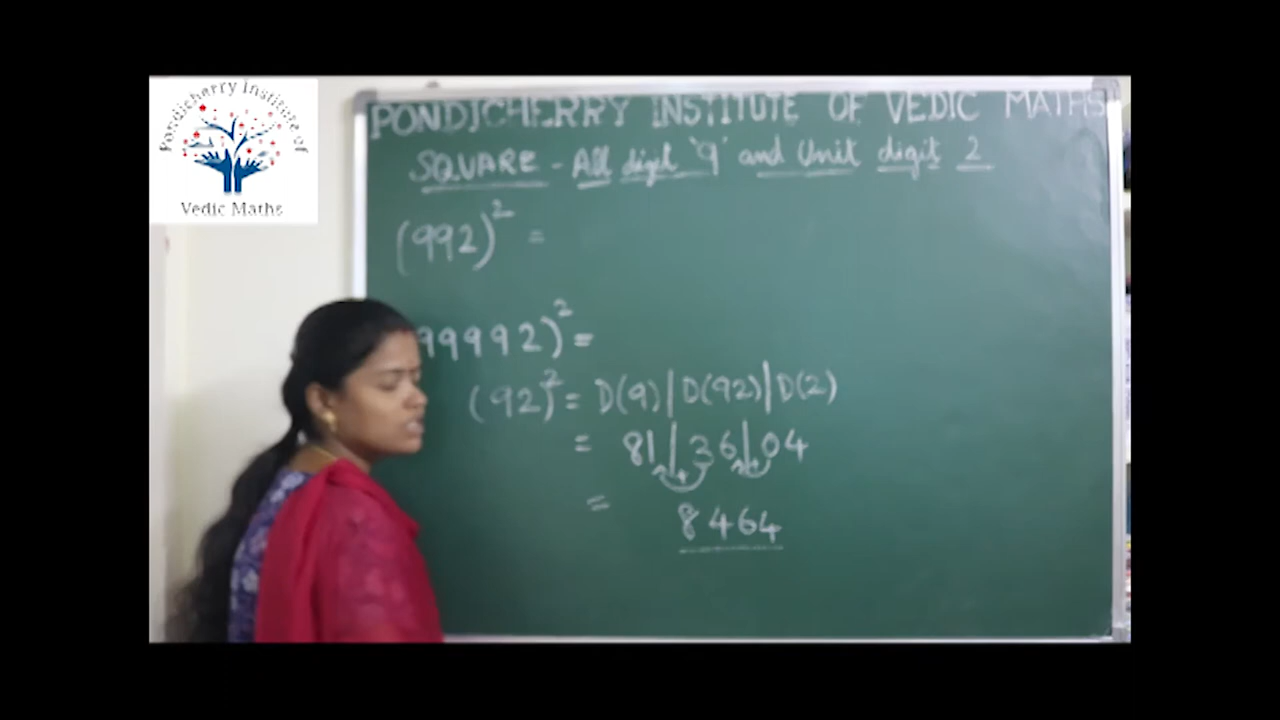 Pondicherry Institute of
Vedic Maths
PONDICHERRY INSTITUTE OF VEDIC MATHS
SQUARE - All digit '9' and Unit digit 2
(992)² =
99992)² =
(92)² = D(9) | D(92) | D(2)
= 81 | 36 | 04
= 8464